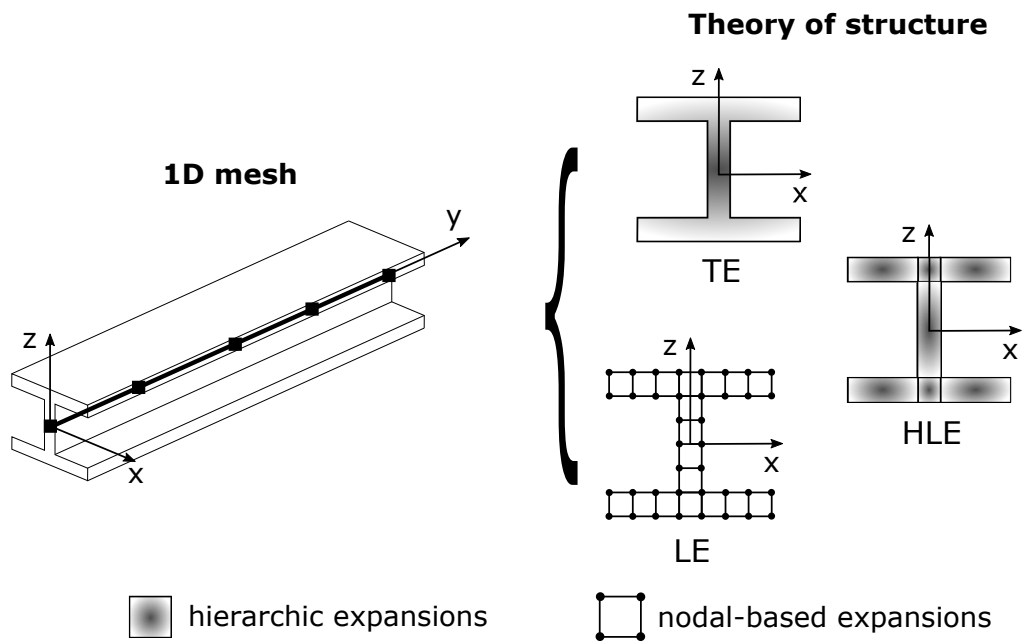 Theory of structure
z
x
TE
1D mesh
y
z
x
z
x
HLE
z
x
LE
hierarchic expansions
nodal-based expansions